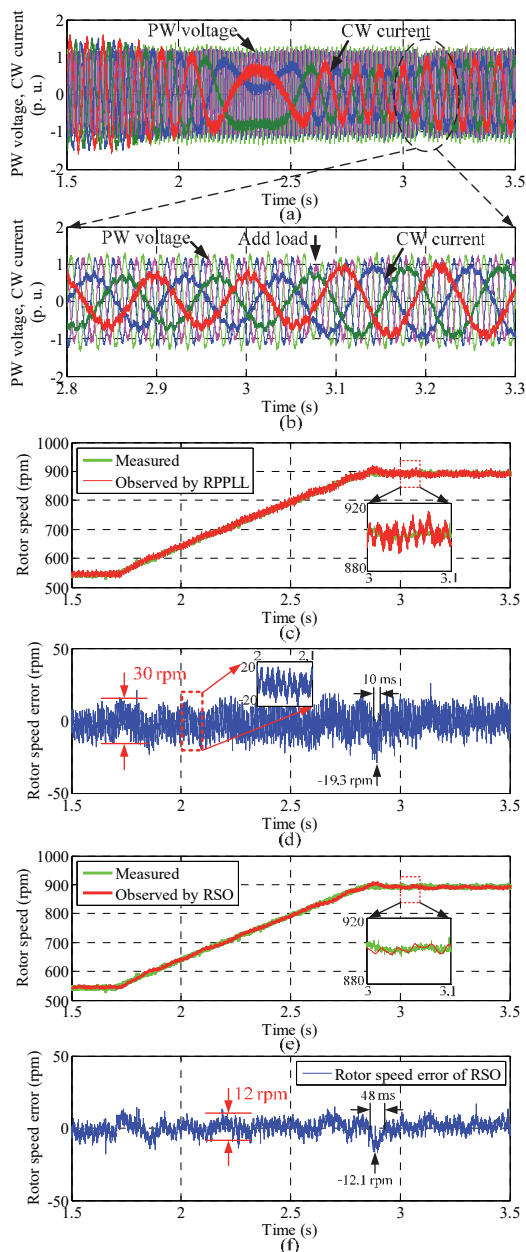 PW voltage, CW current
(p. u.)
2
1
0
-1
-2
PW voltage
CW current
1.5
2
2.5
3
3.5
Time (s)
(a)
PW voltage, CW current
(p. u.)
2
1
0
-1
-2
PW voltage
Add load
CW current
2.8
2.9
3
3.1
3.2
3.3
Time (s)
(b)
Rotor speed (rpm)
1000
900
800
700
600
500
Measured
Observed by RPPLL
920
880
3
3.1
1.5
2
2.5
3
3.5
Time (s)
(c)
Rotor speed error (rpm)
50
0
-50
30 rpm
2
2.1
20
-20
10 ms
-19.3 rpm
1.5
2
2.5
3
3.5
Time (s)
(d)
Rotor speed (rpm)
1000
900
800
700
600
500
Measured
Observed by RSO
920
880
3
3.1
1.5
2
2.5
3
3.5
Time (s)
(e)
Rotor speed error (rpm)
50
0
-50
12 rpm
Rotor speed error of RSO
48 ms
-12.1 rpm
1.5
2
2.5
3
3.5
Time (s)
(f)